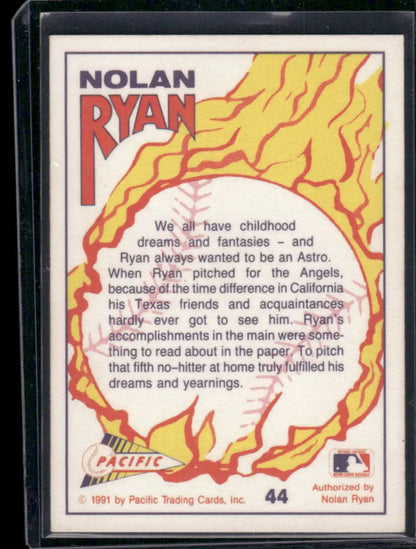 NOLAN
RYAN
We all have childhood
dreams and fantasies – and
Ryan always wanted to be an Astro.
When Ryan pitched for the Angels,
because of the time difference in California
his Texas friends and acquaintances
hardly ever got to see him. Ryan's
accomplishments in the main were some-
thing to read about in the paper. To pitch
that fifth no–hitter at home truly fulfilled his
dreams and yearnings.
PACIFIC
© 1991 by Pacific Trading Cards, Inc.
44
Authorized by
Nolan Ryan